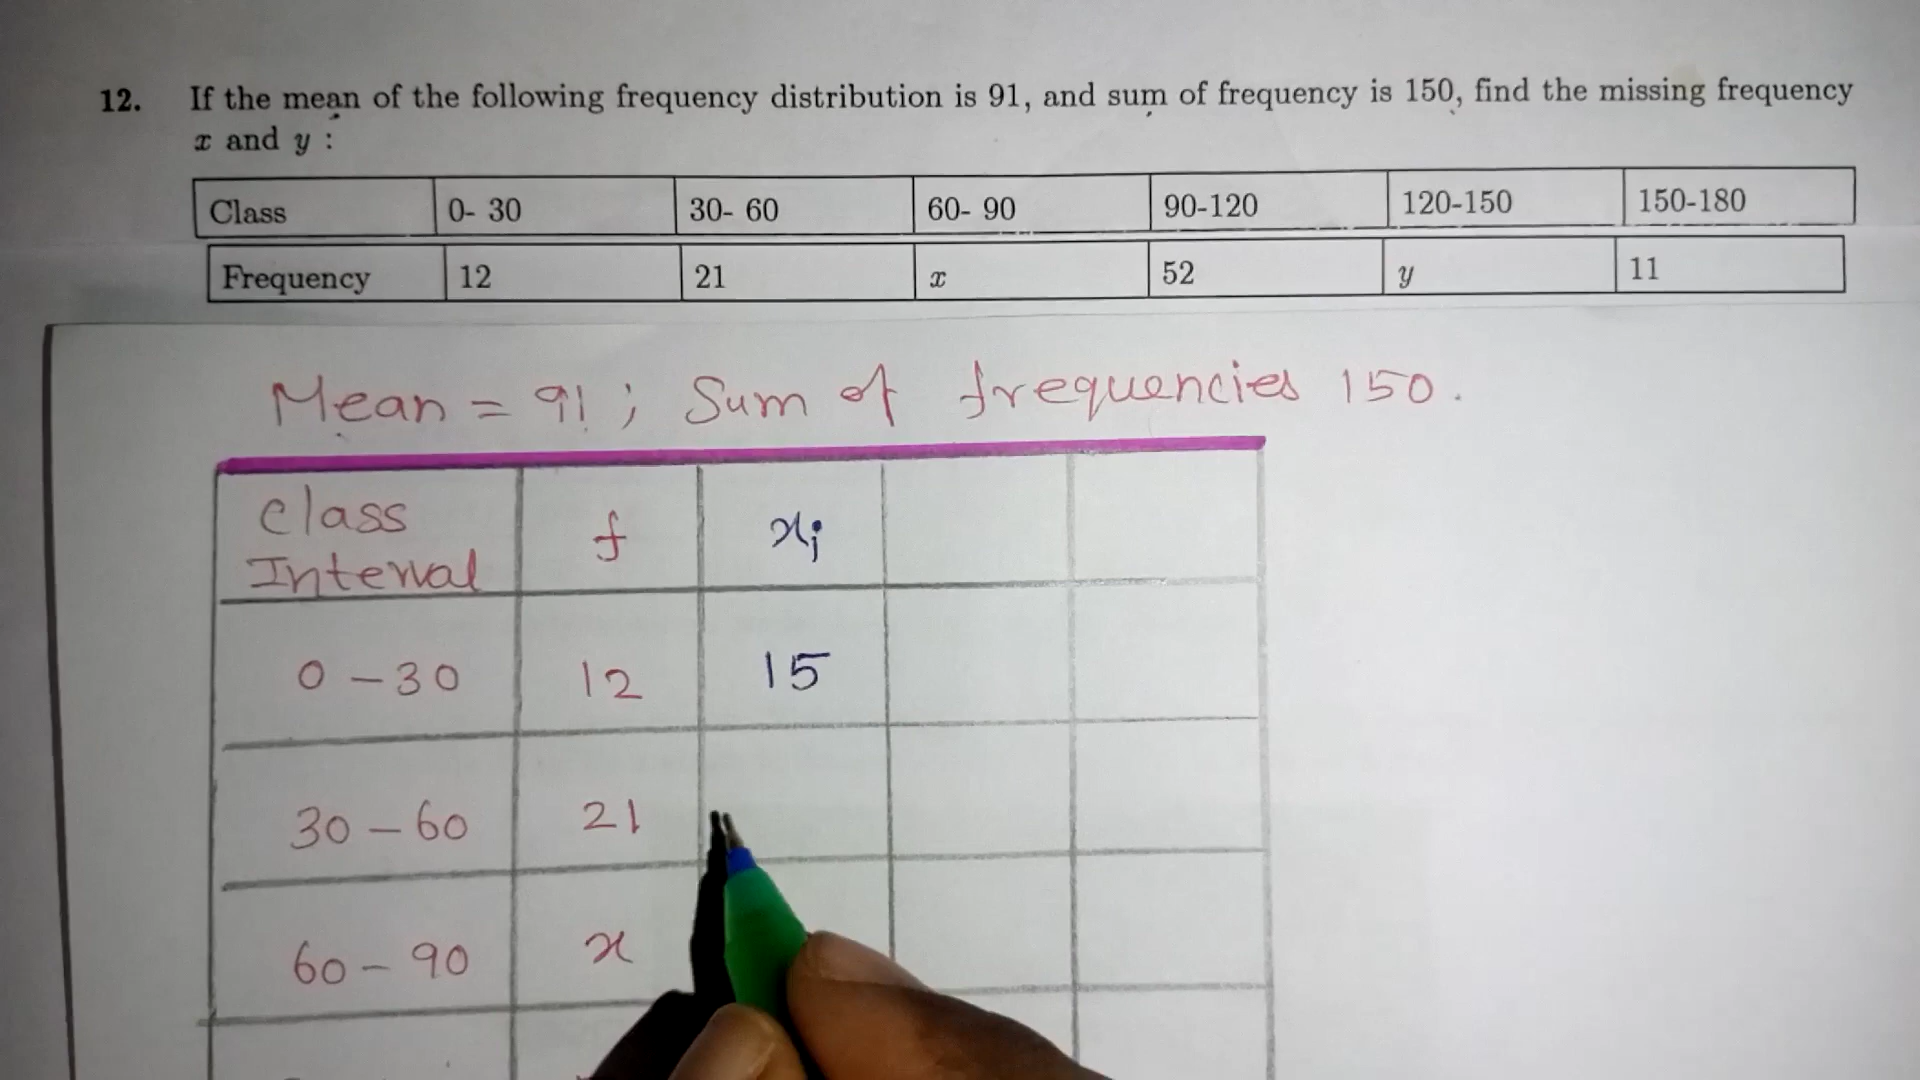 12. If the mean of the following frequency distribution is 91, and sum of frequency is 150, find the missing frequency
x and y :
Class 0- 30 30- 60 60- 90 90-120 120-150 150-180
Frequency 12 21 x 52 y 11
Mean = 91; Sum of frequencies 150.
Class Interval f xi
0 – 30 12 15
30 – 60 21
60 – 90 x